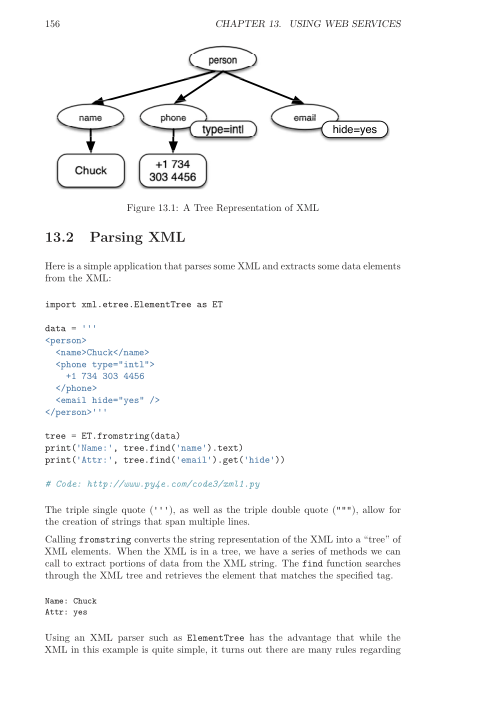 156 CHAPTER 13. USING WEB SERVICES
person
name phone email
type=intl hide=yes
Chuck +1 734
303 4456
Figure 13.1: A Tree Representation of XML
13.2 Parsing XML
Here is a simple application that parses some XML and extracts some data elements
from the XML:
import xml.etree.ElementTree as ET
data = '''
<person>
  <name>Chuck</name>
  <phone type="intl">
    +1 734 303 4456
  </phone>
  <email hide="yes" />
</person>'''
tree = ET.fromstring(data)
print('Name:', tree.find('name').text)
print('Attr:', tree.find('email').get('hide'))
# Code: http://www.py4e.com/code3/xml1.py
The triple single quote ('''), as well as the triple double quote ("""), allow for
the creation of strings that span multiple lines.
Calling fromstring converts the string representation of the XML into a “tree” of
XML elements. When the XML is in a tree, we have a series of methods we can
call to extract portions of data from the XML string. The find function searches
through the XML tree and retrieves the element that matches the specified tag.
Name: Chuck
Attr: yes
Using an XML parser such as ElementTree has the advantage that while the
XML in this example is quite simple, it turns out there are many rules regarding